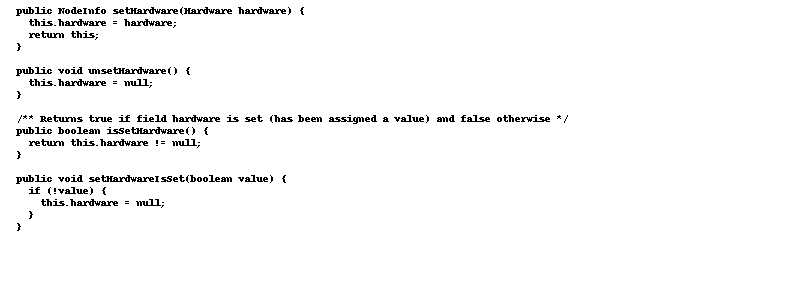 public NodeInfo setHardware(Hardware hardware) {
  this.hardware = hardware;
  return this;
}

public void unsetHardware() {
  this.hardware = null;
}

/** Returns true if field hardware is set (has been assigned a value) and false otherwise */
public boolean isSetHardware() {
  return this.hardware != null;
}

public void setHardwareIsSet(boolean value) {
  if (!value) {
    this.hardware = null;
  }
}